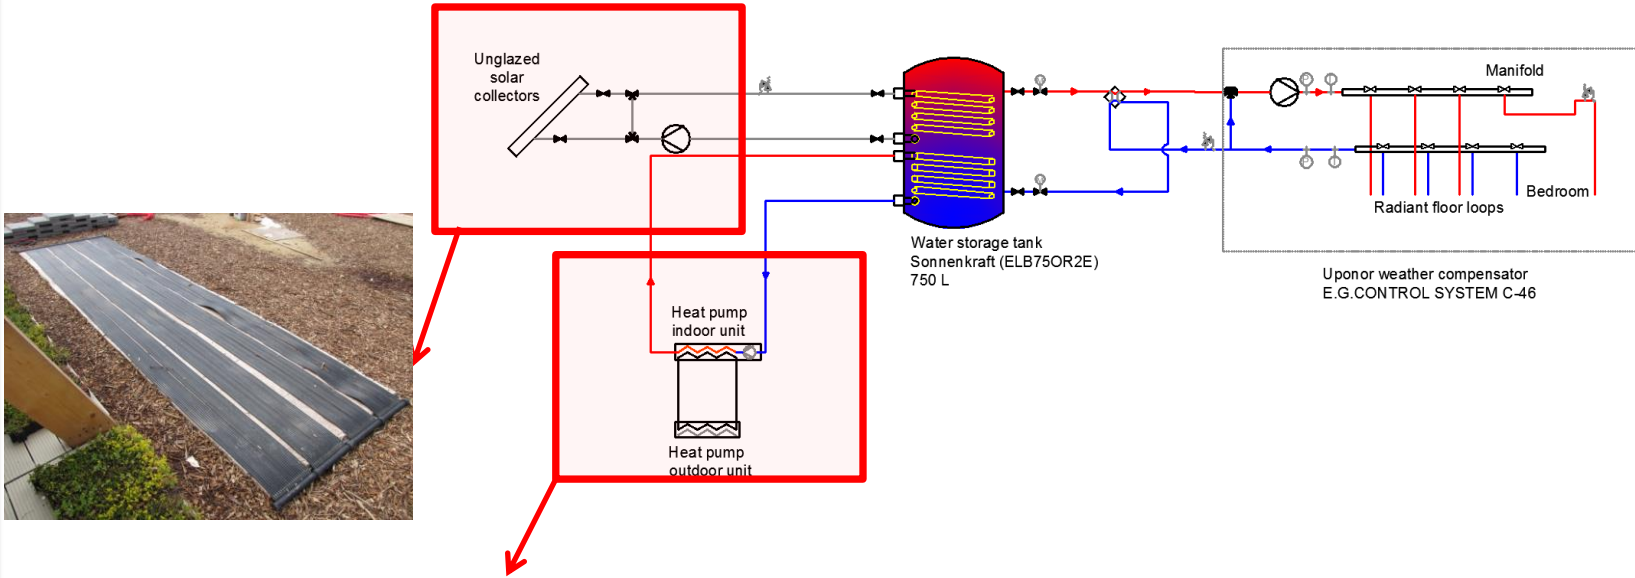 Unglazed
solar
collectors
Manifold
Bedroom
Radiant floor loops
Water storage tank
Sonnenkraft (ELB75OR2E)
750 L
Uponor weather compensator
E.G.CONTROL SYSTEM C-46
Heat pump
indoor unit
Heat pump
outdoor unit